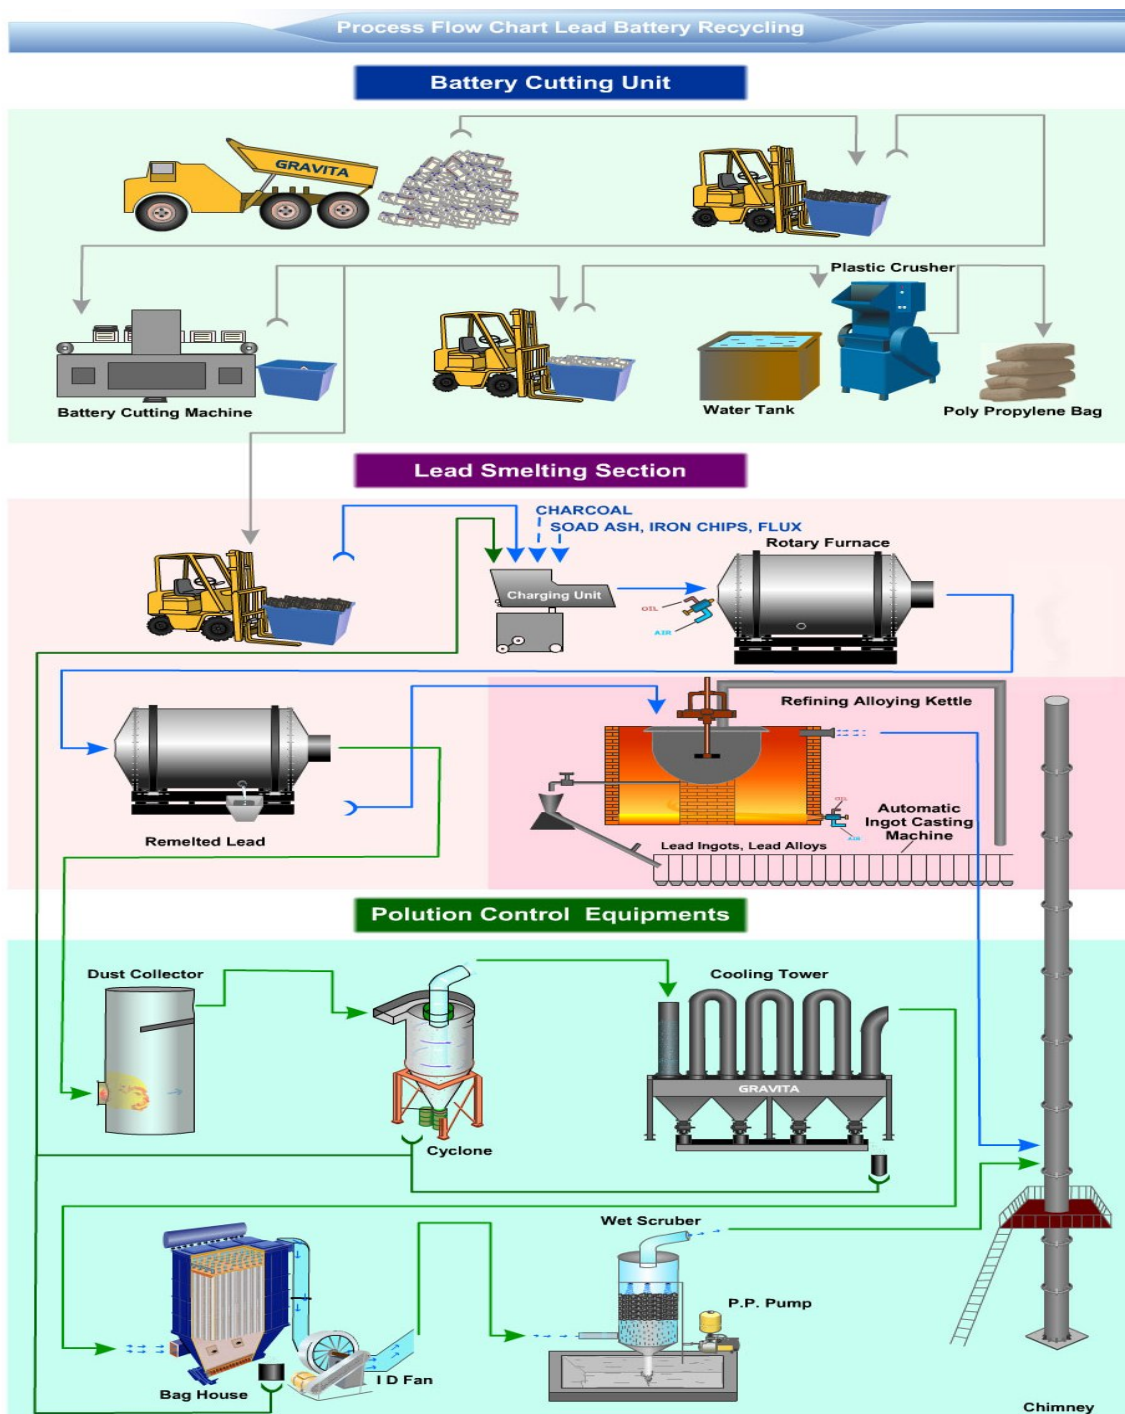 Process Flow Chart Lead Battery Recycling
Battery Cutting Unit
GRAVITA
Plastic Crusher
Battery Cutting Machine
Water Tank
Poly Propylene Bag
Lead Smelting Section
CHARCOAL
SOAD ASH, IRON CHIPS, FLUX
Rotary Furnace
Charging Unit
OIL
AIR
Refining Alloying Kettle
Remelted Lead
OIL
AIR
Automatic
Ingot Casting
Machine
Lead Ingots, Lead Alloys
Polution Control Equipments
Dust Collector
Cooling Tower
GRAVITA
Cyclone
Wet Scruber
P.P. Pump
I D Fan
Bag House
Chimney